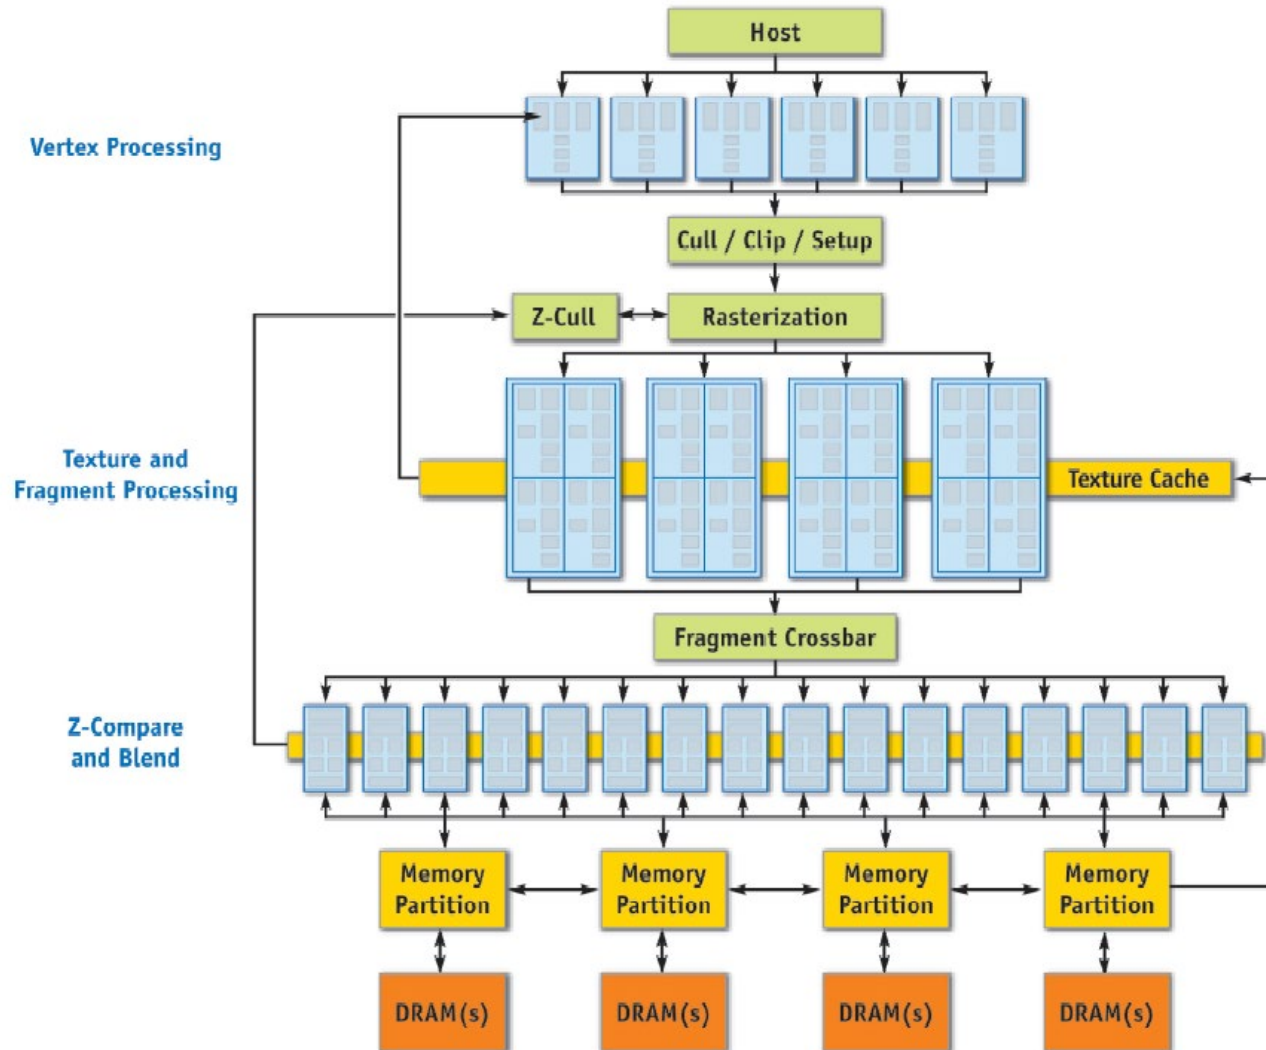 Host
Vertex Processing
Cull / Clip / Setup
Z-Cull
Rasterization
Texture and
Fragment Processing
Texture Cache
Fragment Crossbar
Z-Compare
and Blend
Memory
Partition
Memory
Partition
Memory
Partition
Memory
Partition
DRAM(s)
DRAM(s)
DRAM(s)
DRAM(s)